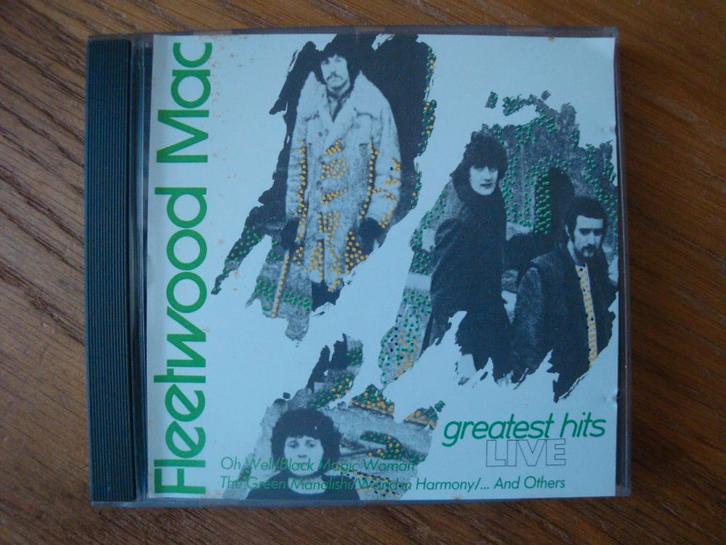 Fleetwood Mac
greatest hits
LIVE
Oh Well/Black Magic Woman
The Green Manalishi/World in Harmony/... And Others